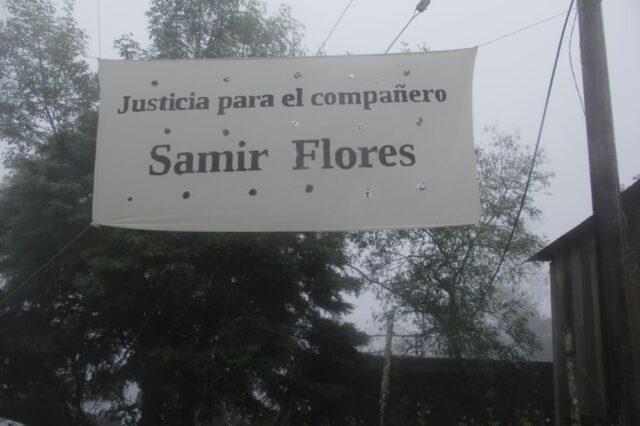 Justicia para el compañero
Samir Flores